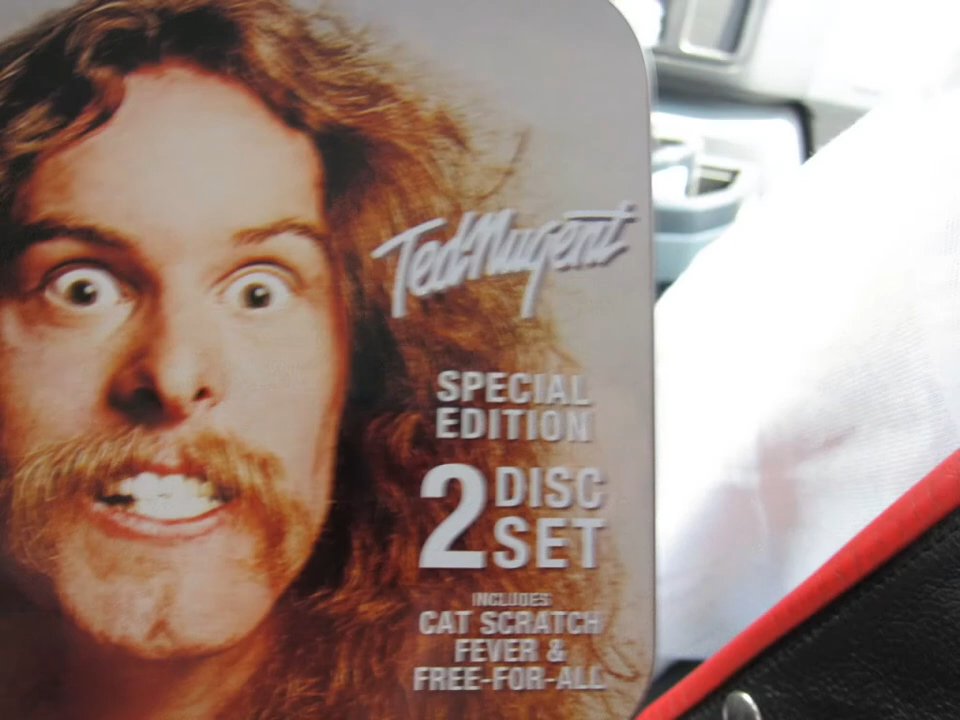 Ted Nugent
SPECIAL
EDITION
2 DISC
SET
INCLUDES
CAT SCRATCH
FEVER &
FREE-FOR-ALL